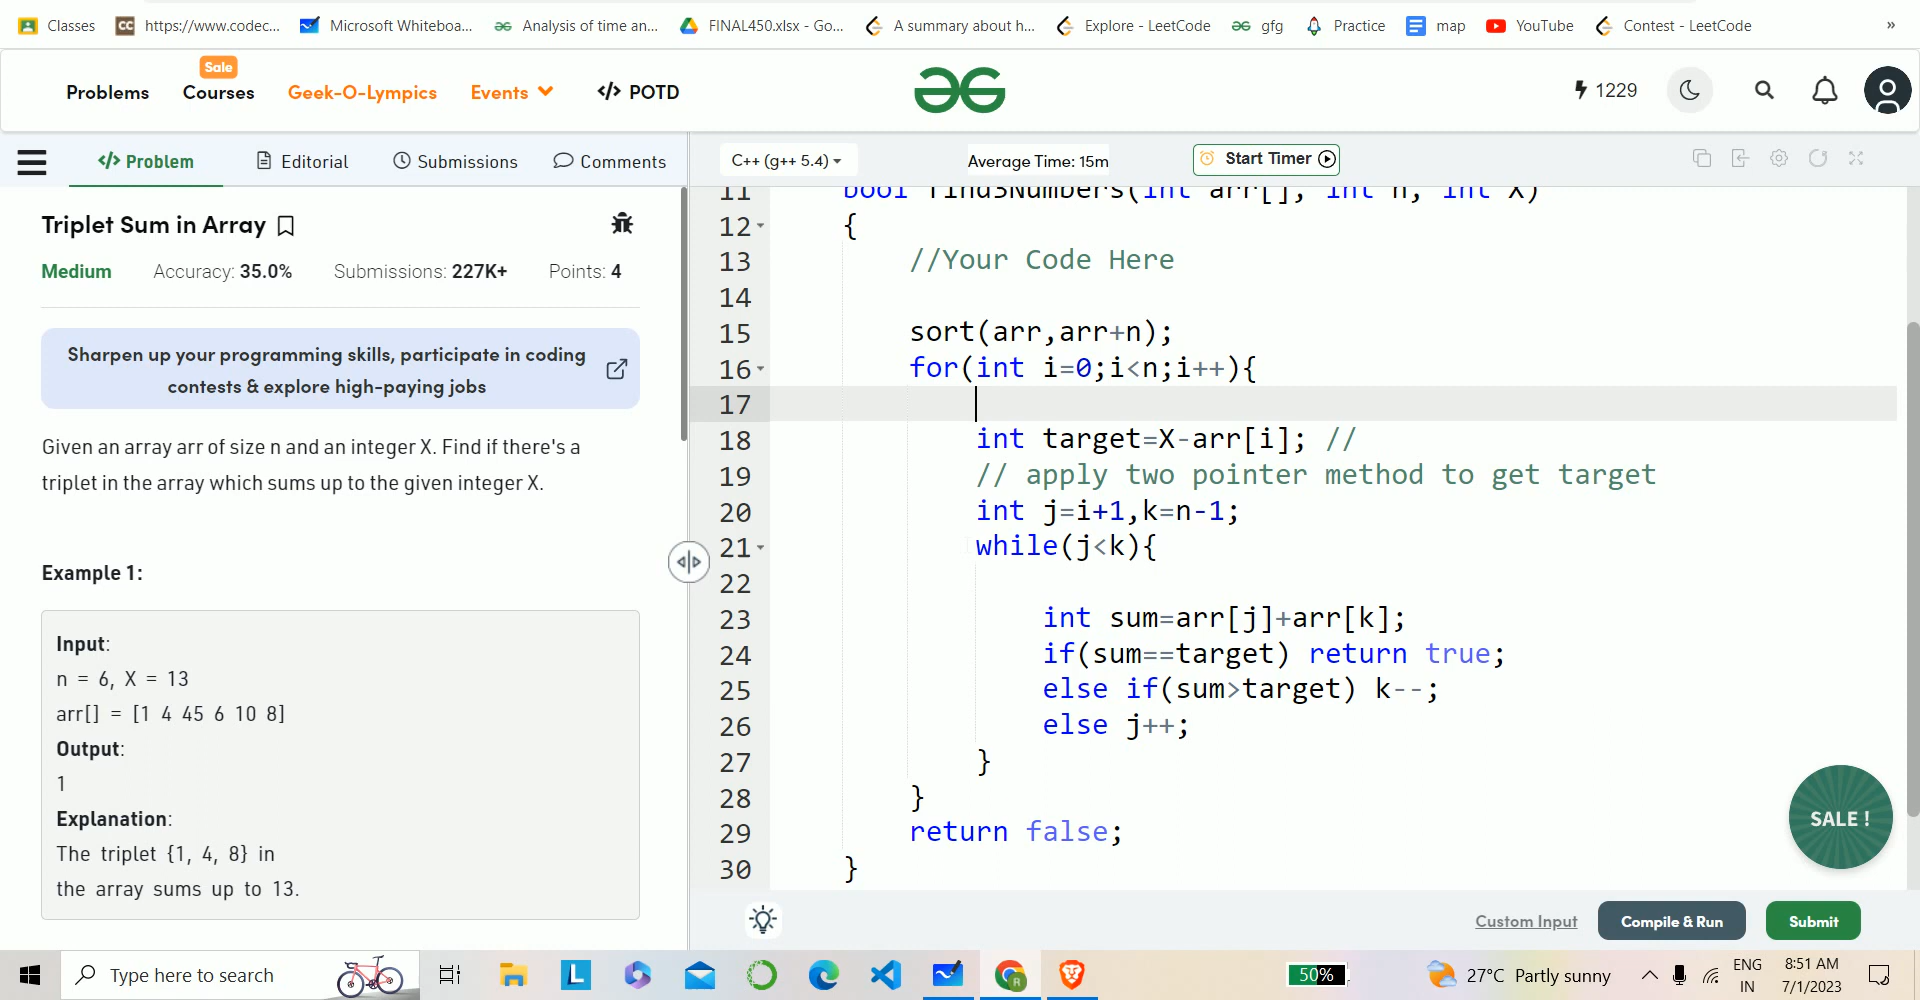 Classes https://www.codec... Microsoft Whiteboa... Analysis of time an... FINAL450.xlsx - Go... A summary about h... Explore - LeetCode gfg Practice map YouTube Contest - LeetCode »
Sale
Problems Courses Geek-O-Lympics Events </> POTD 1229
</> Problem Editorial Submissions Comments C++ (g++ 5.4) Average Time: 15m Start Timer
Triplet Sum in Array
Medium Accuracy: 35.0% Submissions: 227K+ Points: 4
Sharpen up your programming skills, participate in coding
contests & explore high-paying jobs
Given an array arr of size n and an integer X. Find if there's a
triplet in the array which sums up to the given integer X.
Example 1:
Input:
n = 6, X = 13
arr[] = [1 4 45 6 10 8]
Output:
1
Explanation:
The triplet {1, 4, 8} in
the array sums up to 13.
11 bool find3Numbers(int arr[], int n, int X)
12 {
13 //Your Code Here
14
15 sort(arr,arr+n);
16 for(int i=0;i<n;i++){
17
18 int target=X-arr[i]; //
19 // apply two pointer method to get target
20 int j=i+1,k=n-1;
21 while(j<k){
22
23 int sum=arr[j]+arr[k];
24 if(sum==target) return true;
25 else if(sum>target) k--;
26 else j++;
27 }
28 }
29 return false;
30 }
SALE !
Custom Input Compile & Run Submit
Type here to search 50% 27°C Partly sunny ENG IN 8:51 AM 7/1/2023